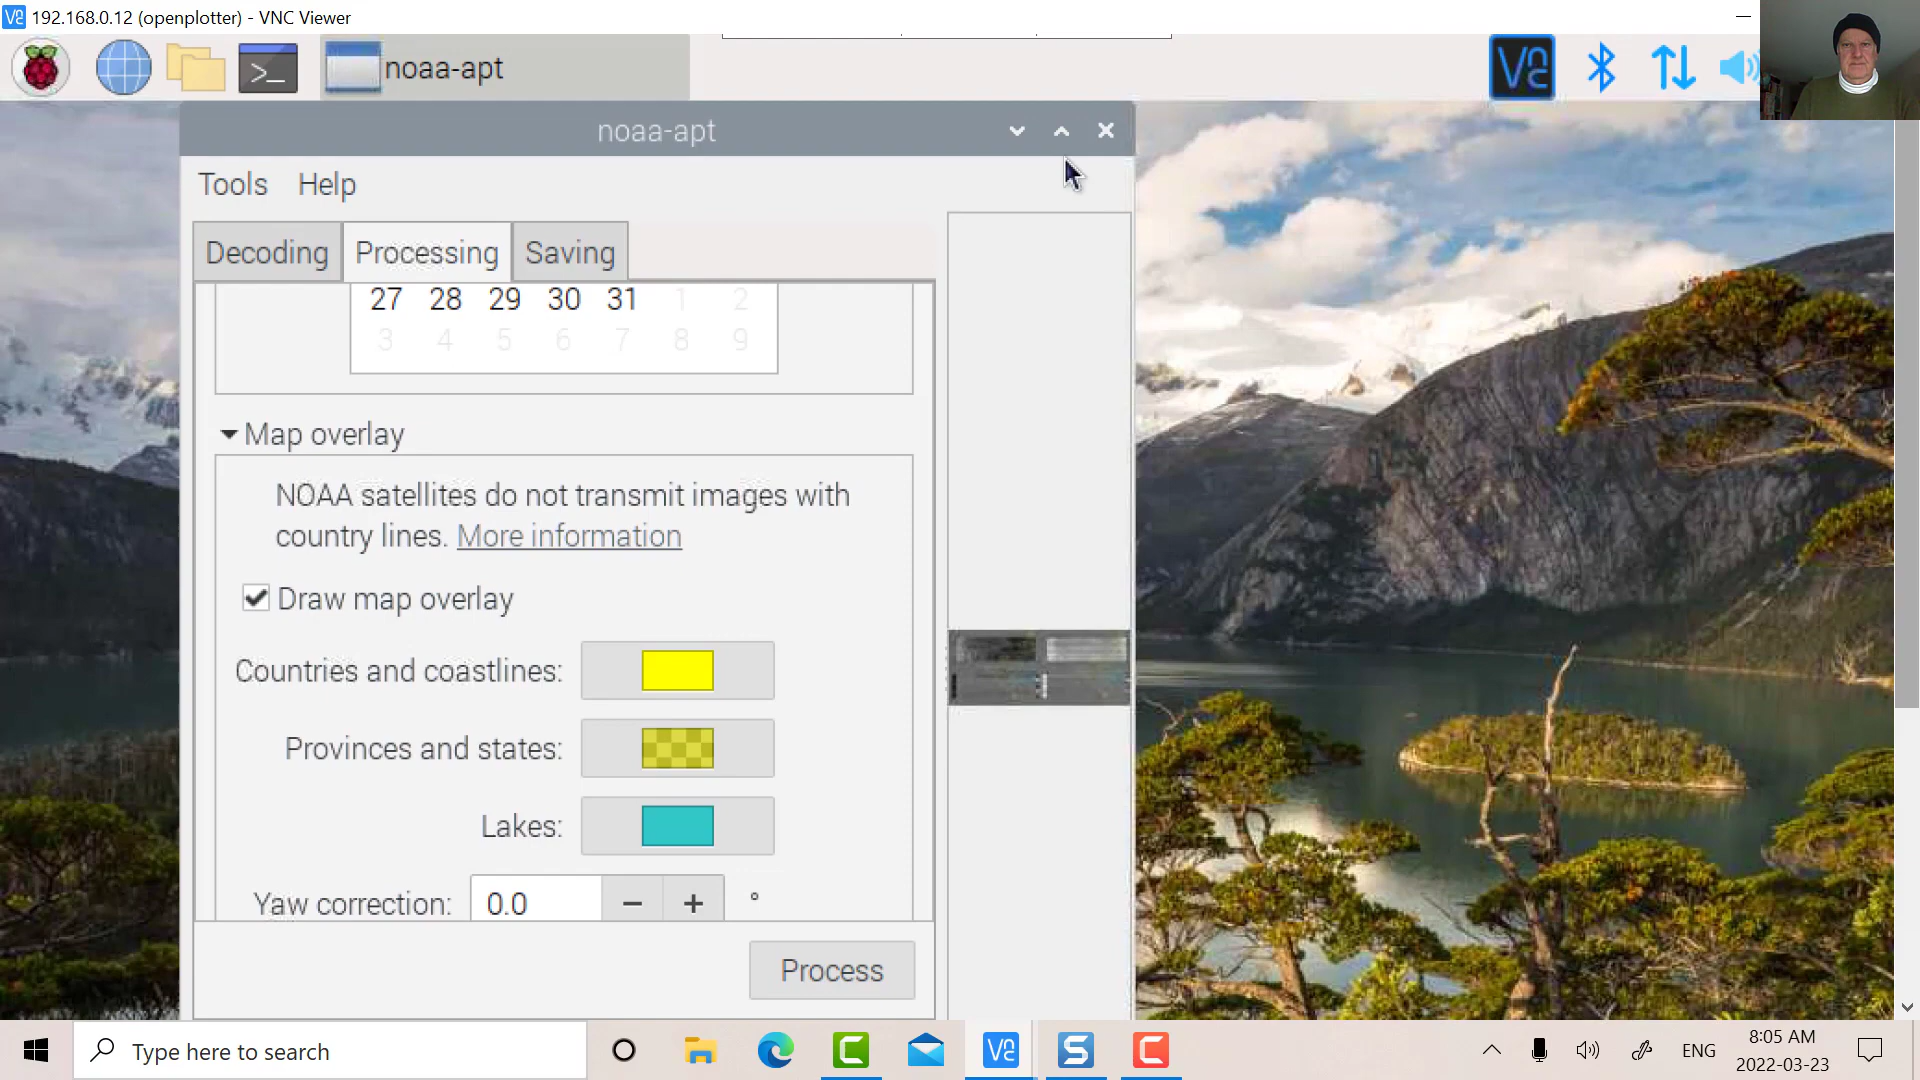 192.168.0.12 (openplotter) - VNC Viewer
noaa-apt
noaa-apt
Tools Help
Decoding Processing Saving
27 28 29 30 31 1 2
3 4 5 6 7 8 9
Map overlay
NOAA satellites do not transmit images with
country lines. More information
Draw map overlay
Countries and coastlines:
Provinces and states:
Lakes:
Yaw correction: 0.0 − + °
Process
Type here to search
ENG
8:05 AM
2022-03-23